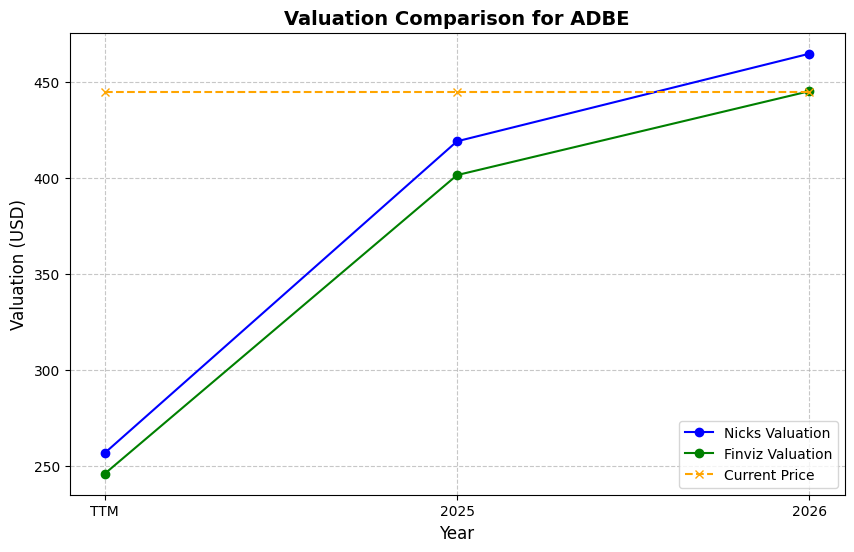 Valuation Comparison for ADBE
Valuation (USD)
450
400
350
300
250
TTM
2025
2026
Year
Nicks Valuation
Finviz Valuation
Current Price